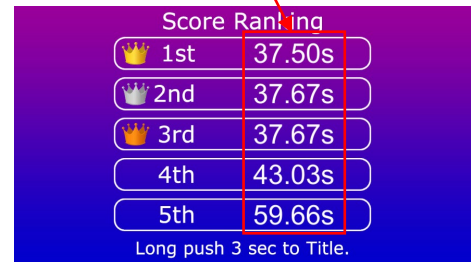 Score Ranking
1st 37.50s
2nd 37.67s
3rd 37.67s
4th 43.03s
5th 59.66s
Long push 3 sec to Title.